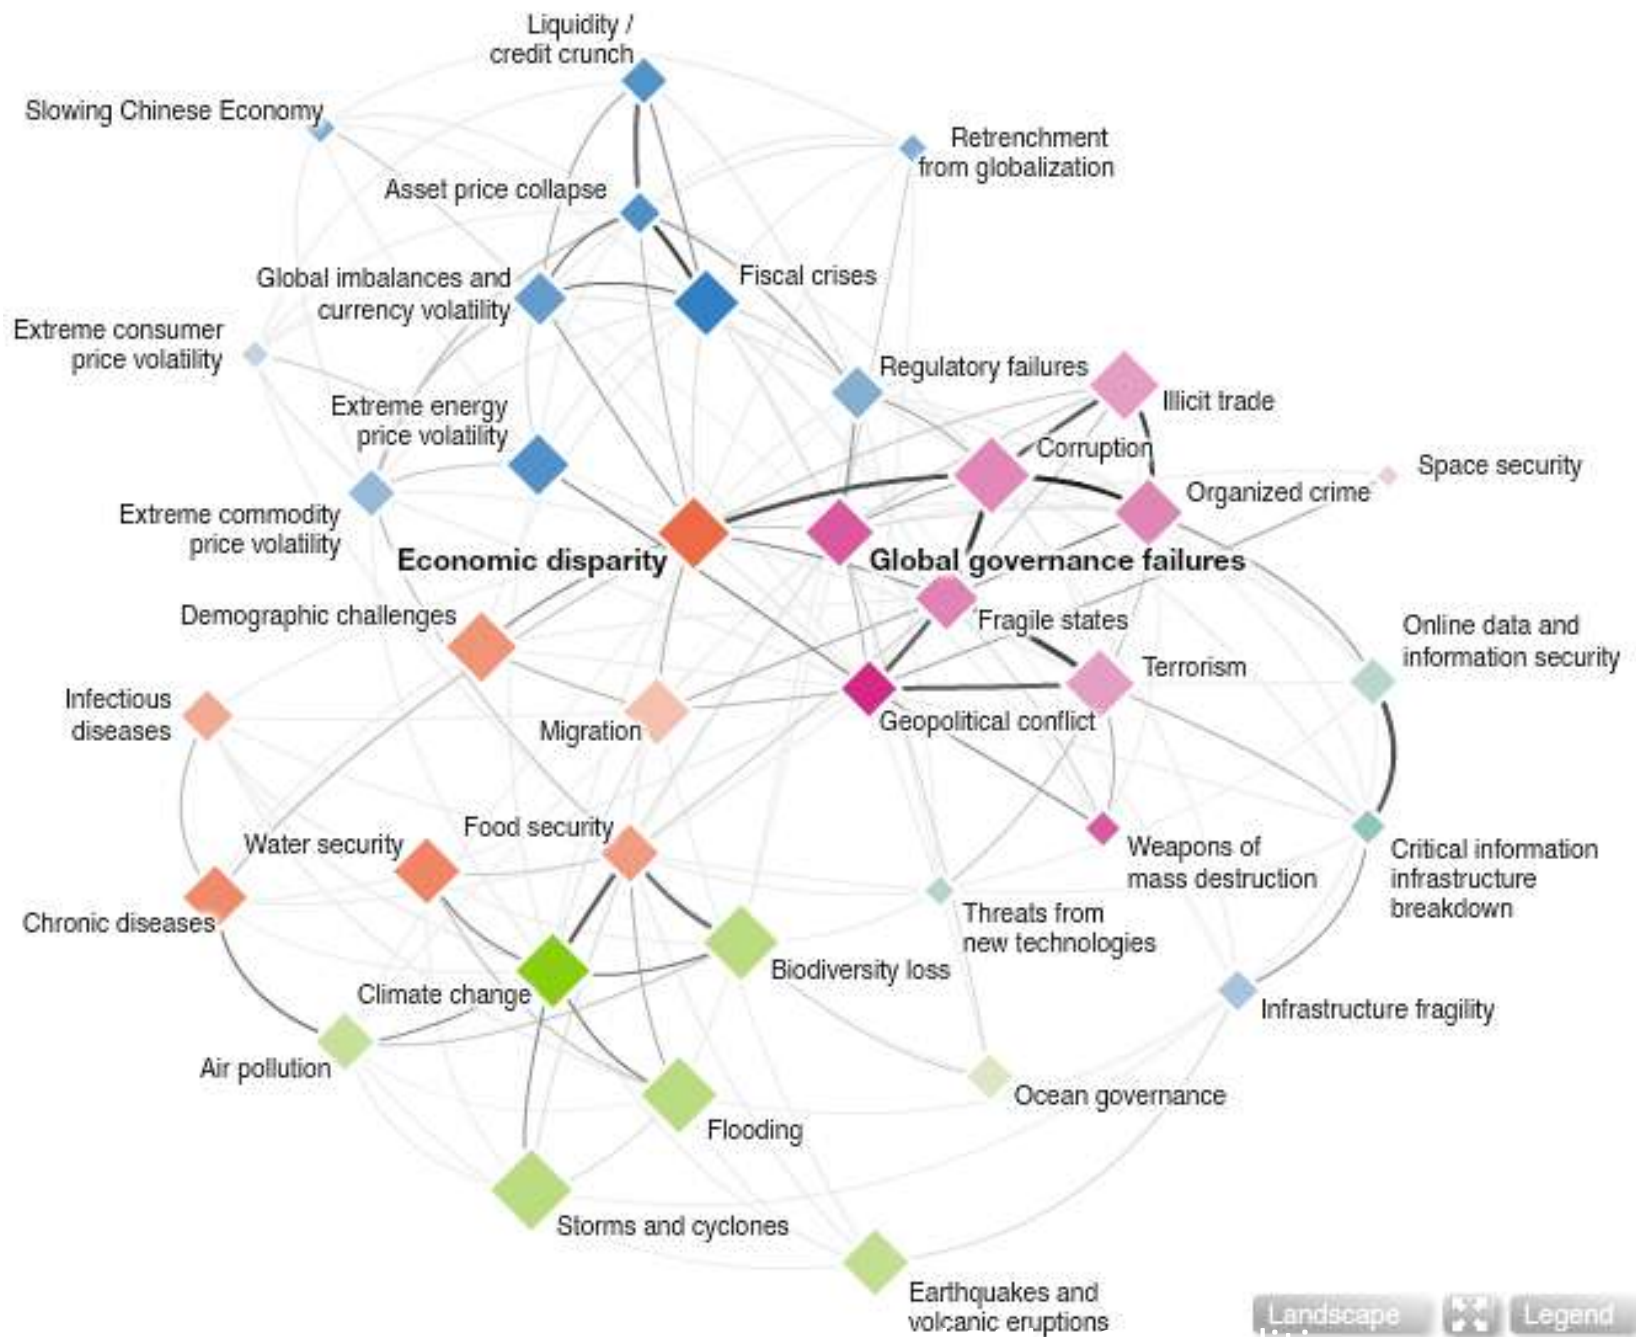 Liquidity /
credit crunch
Slowing Chinese Economy
Retrenchment
from globalization
Asset price collapse
Global imbalances and
currency volatility
Fiscal crises
Extreme consumer
price volatility
Regulatory failures
Illicit trade
Extreme energy
price volatility
Corruption
Space security
Organized crime
Extreme commodity
price volatility
Economic disparity
Global governance failures
Demographic challenges
Fragile states
Online data and
information security
Terrorism
Infectious
diseases
Migration
Geopolitical conflict
Water security
Food security
Weapons of
mass destruction
Critical information
infrastructure
breakdown
Chronic diseases
Threats from
new technologies
Biodiversity loss
Climate change
Infrastructure fragility
Air pollution
Ocean governance
Flooding
Storms and cyclones
Earthquakes and
volcanic eruptions
Landscape
Legend